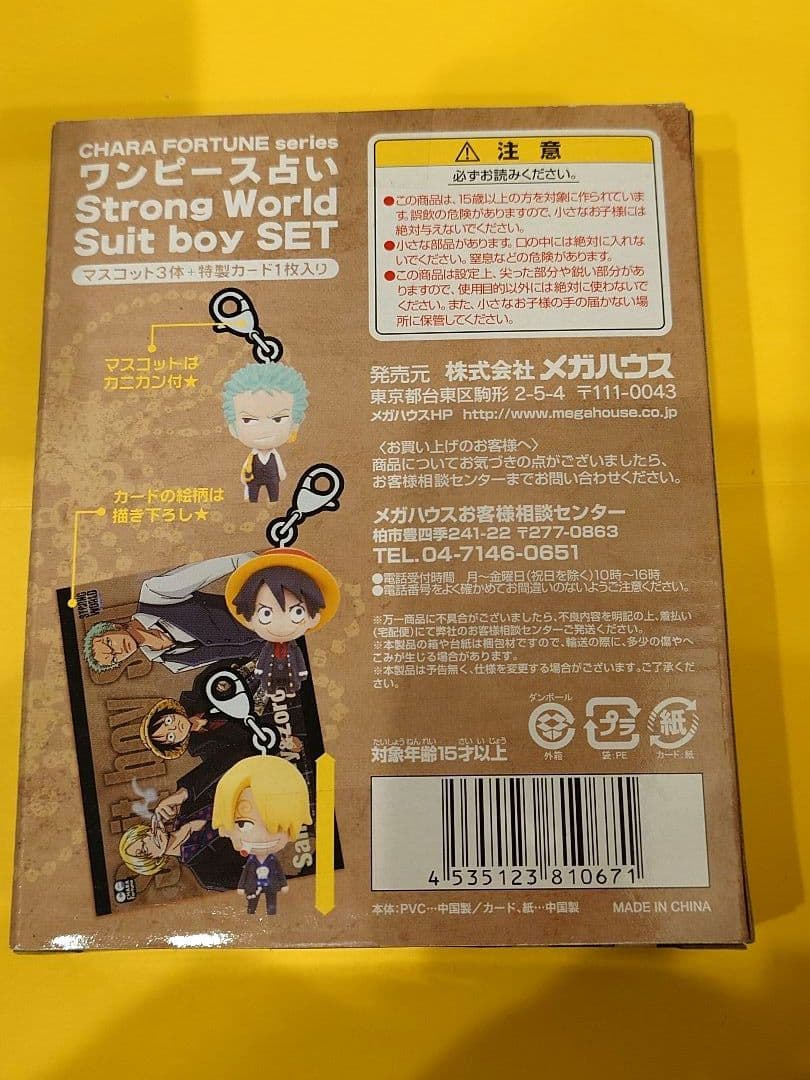 CHARA FORTUNE series
ワンピース占い
Strong World
Suit boy SET
マスコット3体+特製カード1枚入り
マスコットは
カニカン付★
カードの絵柄は
描き下ろし★
⚠ 注意
必ずお読みください。
●この商品は、15歳以上の方を対象に作られていま
す。誤飲の危険がありますので、小さなお子様には
絶対与えないでください。
●小さな部品があります。口の中には絶対に入れな
いでください。窒息などの危険があります。
●この商品は設定上、尖った部分や鋭い部分があ
りますので、使用目的以外には絶対に使わないで
ください。また、小さなお子様の手の届かない場
所に保管してください。
発売元 株式会社 メガハウス
東京都台東区駒形 2-5-4 〒111-0043
メガハウスHP http://www.megahouse.co.jp
〈お買い上げのお客様へ〉
商品についてお気づきの点がございましたら、
お客様相談センターまでお問い合わせください。
メガハウスお客様相談センター
柏市豊四季241-22 〒277-0863
TEL. 04-7146-0651
●電話受付時間 月〜金曜日(祝日を除く)10時〜16時
●電話番号をよく確かめてお間違いのないようご注意ください。
※万一商品に不具合がございましたら、不良内容を明記の上、着払い
(宅配便)にて弊社のお客様相談センターご発送ください。
※本製品の箱や台紙は梱包材ですので、輸送の際に、多少の傷やへ
こみが生じる場合があります。
※本製品は予告無く、仕様を変更する場合がございます。ご了承くだ
さい。
たいしょうねんれい さいいじょう
対象年齢15才以上
ダンボール
外箱
プラ
袋:PE
紙
カード:紙
4 535123 810671
本体:PVC…中国製/カード、紙…中国製
MADE IN CHINA